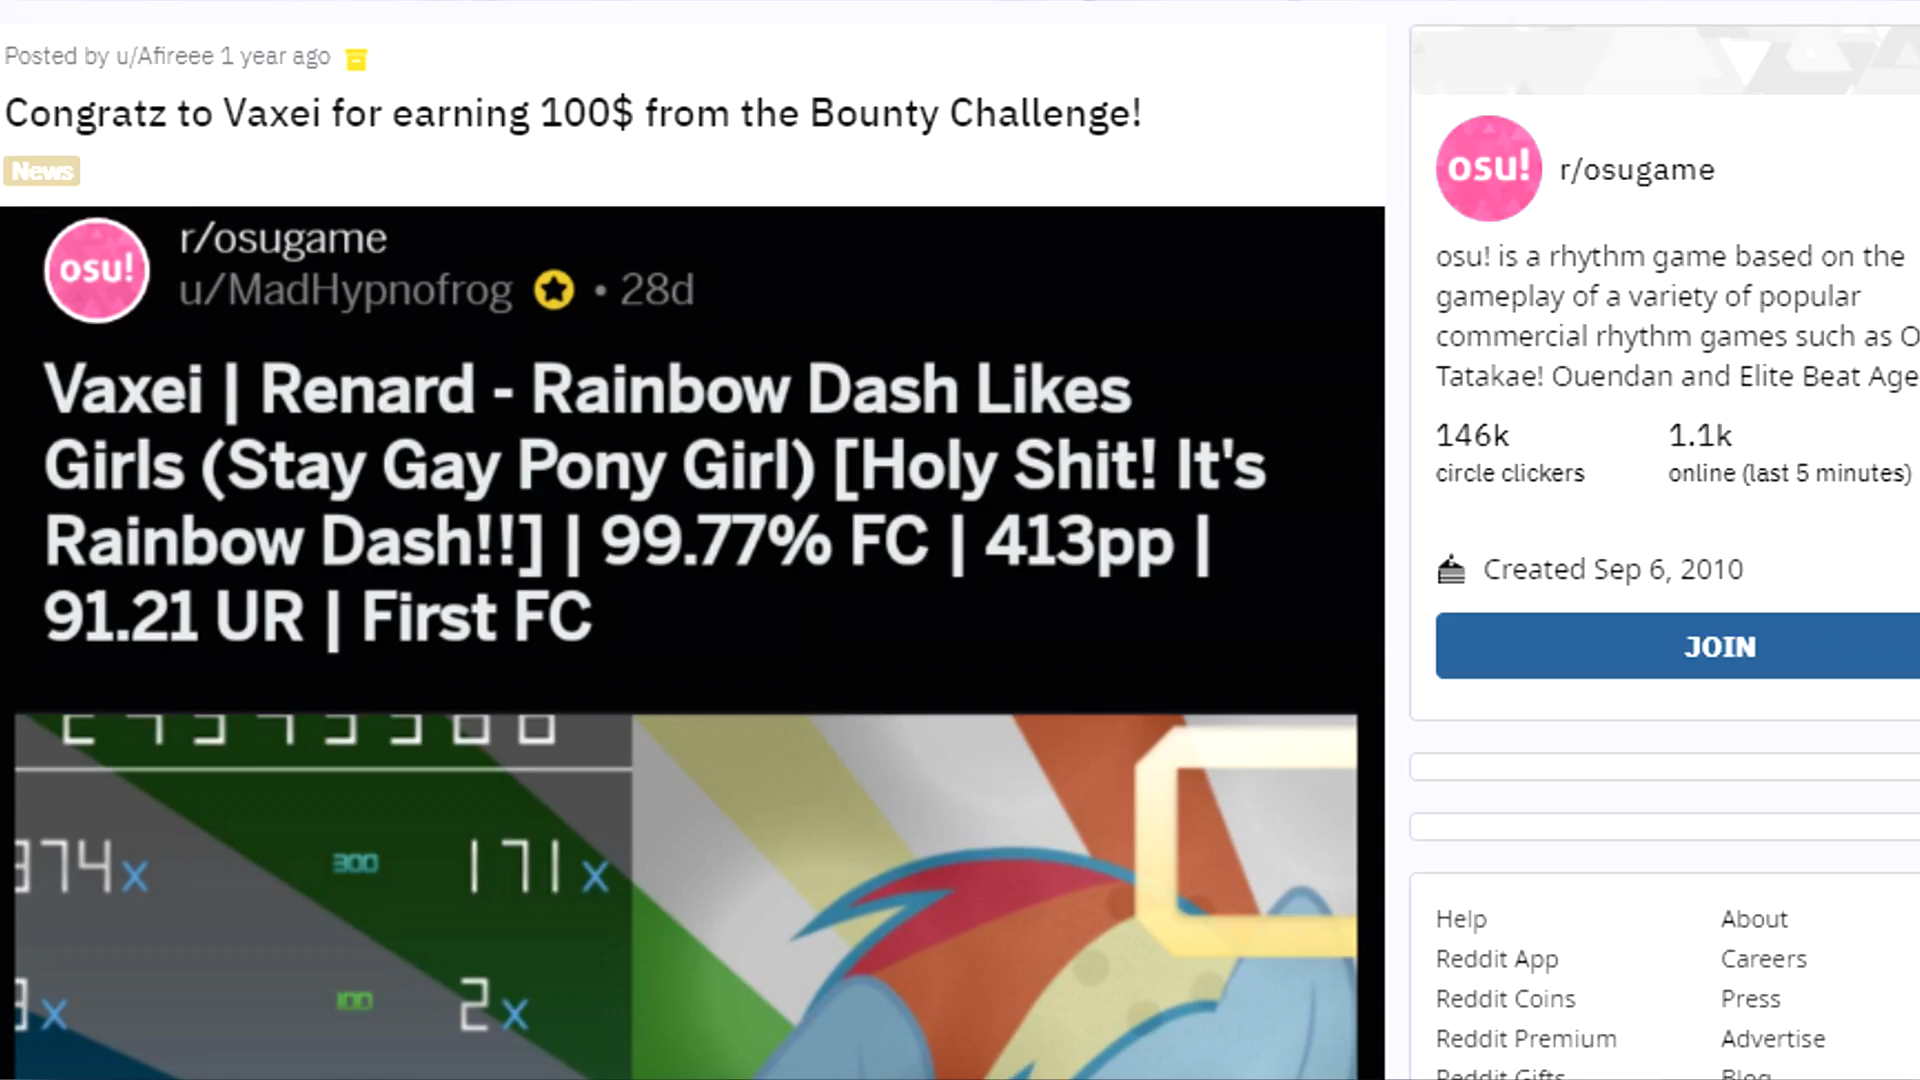 Posted by u/Afireee 1 year ago
Congratz to Vaxei for earning 100$ from the Bounty Challenge!
News
osu!
r/osugame
u/MadHypnofrog • 28d
Vaxei | Renard - Rainbow Dash Likes
Girls (Stay Gay Pony Girl) [Holy Shit! It's
Rainbow Dash!!] | 99.77% FC | 413pp |
91.21 UR | First FC
74x 300 171x
x 100 2x
osu!
r/osugame
osu! is a rhythm game based on the
gameplay of a variety of popular
commercial rhythm games such as O
Tatakae! Ouendan and Elite Beat Age
146k 1.1k
circle clickers online (last 5 minutes)
Created Sep 6, 2010
JOIN
Help About
Reddit App Careers
Reddit Coins Press
Reddit Premium Advertise
Reddit Gifts Blog